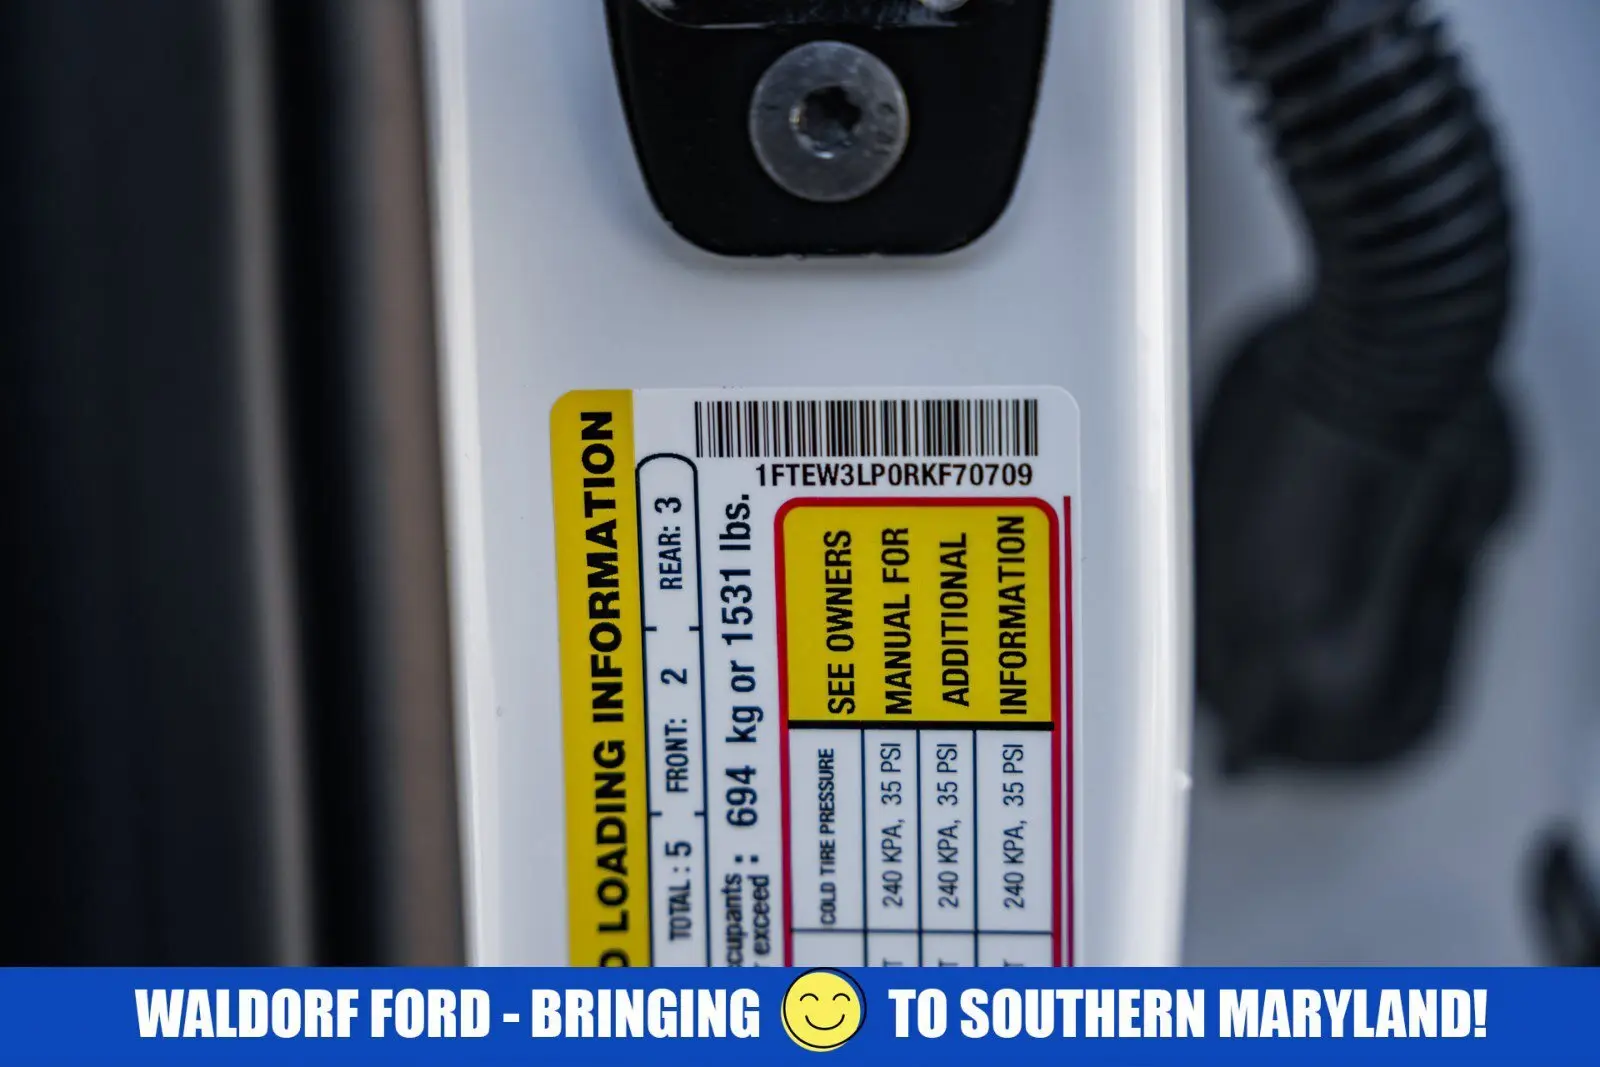 1FTEW3LP0RKF70709
LOADING INFORMATION
TOTAL : 5 FRONT: 2 REAR: 3
: 694 kg or 1531 lbs.
exceed
COLD TIRE PRESSURE
240 KPA, 35 PSI
240 KPA, 35 PSI
240 KPA, 35 PSI
SEE OWNERS
MANUAL FOR
ADDITIONAL
INFORMATION
WALDORF FORD - BRINGING TO SOUTHERN MARYLAND!